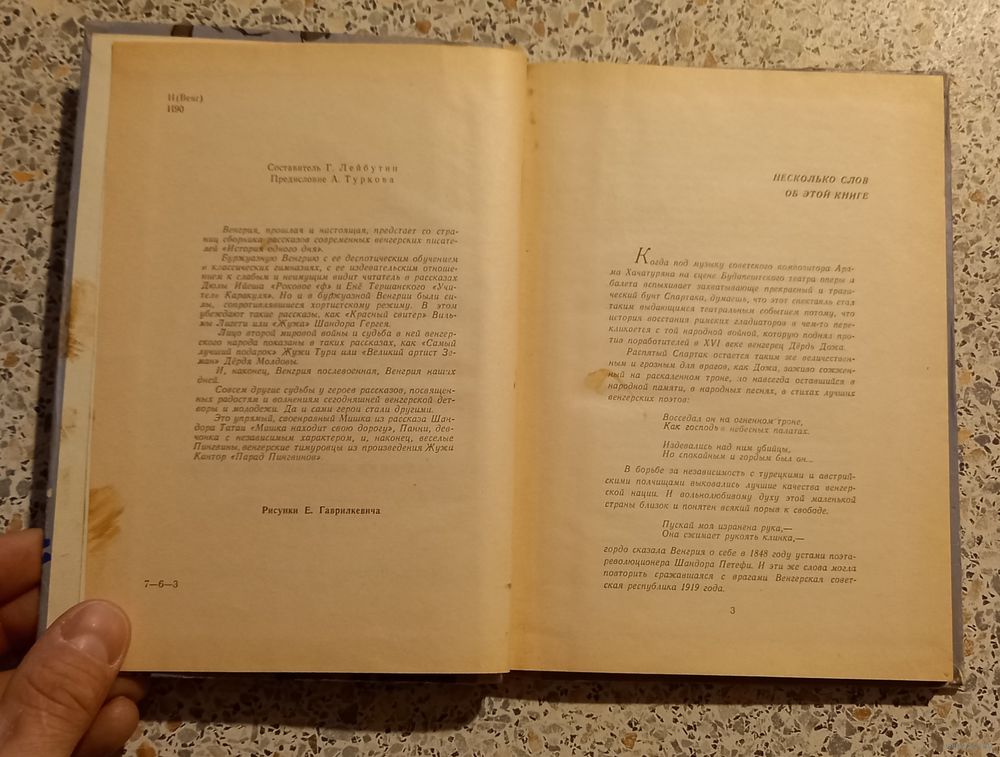 И(Венг)
И90
Составитель Г. Лейбутин
Предисловие А. Туркова
Венгрия, прошлая и настоящая, предстает со стра-
ниц сборника рассказов современных венгерских писате-
лей «История одного дня».
Буржуазную Венгрию с ее деспотическим обучением
в классических гимназиях, с ее издевательским отноше-
нием к слабым и неимущим видит читатель в рассказах
Дюлы Ийеша «Роковое «ф» и Енё Тершанского «Учи-
тель Каракуля». Но и в буржуазной Венгрии были си-
лы, сопротивлявшиеся хортистскому режиму. В этом
убеждают такие рассказы, как «Красный свитер» Виль-
мы Лигети или «Жужа» Шандора Гергея.
Лицо второй мировой войны и судьба в ней венгер-
ского народа показаны в таких рассказах, как «Самый
лучший подарок» Жужи Тури или «Великий артист Зе-
ман» Дёрдя Молдовы.
И, наконец, Венгрия послевоенная, Венгрия наших
дней.
Совсем другие судьбы у героев рассказов, посвящен-
ных радостям и волнениям сегодняшней венгерской дет-
воры и молодежи. Да и сами герои стали другими.
Это упрямый, своенравный Мишка из рассказа Шан-
дора Татаи «Мишка находит свою дорогу», Панни, дев-
чонка с независимым характером, и, наконец, веселые
Пингвины, венгерские тимуровцы из произведения Жужи
Кантор «Парад Пингвинов».
Рисунки Е. Гаврилкевича
7—6—3
НЕСКОЛЬКО СЛОВ
ОБ ЭТОЙ КНИГЕ
Когда под музыку советского композитора Ара-
ма Хачатуряна на сцене Будапештского театра оперы и
балета вспыхивает захватывающе прекрасный и траги-
ческий бунт Спартака, думаешь, что этот спектакль стал
таким выдающимся театральным событием потому, что
история восстания римских гладиаторов в чем-то пере-
кликается с той народной войной, которую поднял про-
тив поработителей в XVI веке венгерец Дёрдь Дожа.
Распятый Спартак остается таким же величествен-
ным и грозным для врагов, как Дожа, заживо сожжен-
ный на раскаленном троне, но навсегда оставшийся в
народной памяти, в народных песнях, в стихах лучших
венгерских поэтов:
Восседал он на огненном троне,
Как господь в небесных палатах.
Издевались над ним убийцы,
Но спокойным и гордым был он...
В борьбе за независимость с турецкими и австрий-
скими полчищами выковались лучшие качества венгер-
ской нации. И вольнолюбивому духу этой маленькой
страны близок и понятен всякий порыв к свободе.
Пускай моя изранена рука,—
Она сжимает рукоять клинка,—
гордо сказала Венгрия о себе в 1848 году устами поэта-
революционера Шандора Петефи. И эти же слова могла
повторить сражавшаяся с врагами Венгерская совет-
ская республика 1919 года.
3